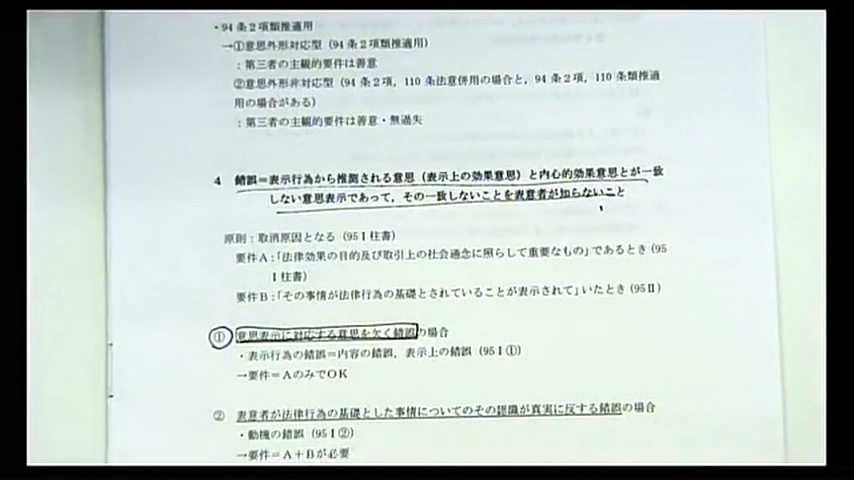 ・94条2項類推適用
→①意思外形対応型（94条2項類推適用）
：第三者の主観的要件は善意
②意思外形非対応型（94条2項，110条法意併用の場合と，94条2項，110条類推適
用の場合がある）
：第三者の主観的要件は善意・無過失
4 錯誤＝表示行為から推測される意思（表示上の効果意思）と内心的効果意思とが一致
しない意思表示であって，その一致しないことを表意者が知らないこと
原則：取消原因となる（95Ⅰ柱書）
要件A：「法律効果の目的及び取引上の社会通念に照らして重要なもの」であるとき（95
Ⅰ柱書）
要件B：「その事情が法律行為の基礎とされていることが表示されて」いたとき（95Ⅱ）
① 意思表示に対応する意思を欠く錯誤の場合
・表示行為の錯誤＝内容の錯誤，表示上の錯誤（95Ⅰ①）
→要件＝AのみでOK
② 表意者が法律行為の基礎とした事情についてのその認識が真実に反する錯誤の場合
・動機の錯誤（95Ⅰ②）
→要件＝A＋Bが必要